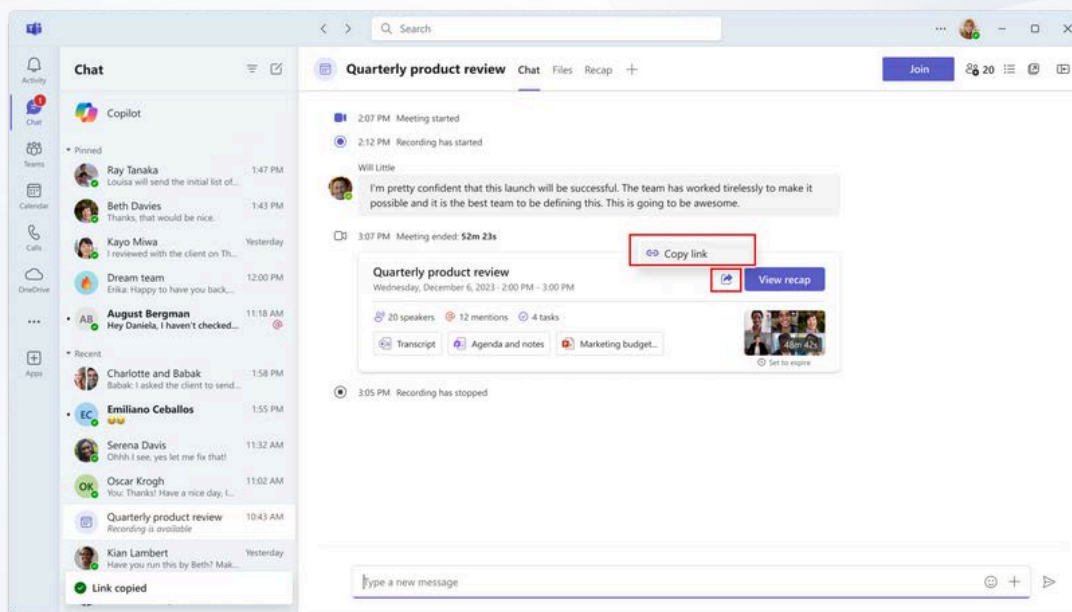 Search
Activity
Chat
Teams
Calendar
Calls
OneDrive
Apps
1
Chat
Copilot
Pinned
Ray Tanaka 1:47 PM
Louisa will send the initial list of...
Beth Davies 1:43 PM
Thanks, that would be nice.
Kayo Miwa Yesterday
I reviewed with the client on Th...
Dream team 12:00 PM
Erika: Happy to have you back,...
AB
August Bergman 11:18 AM
Hey Daniela, I haven't checked...
Recent
Charlotte and Babak 1:58 PM
Babak: I asked the client to send...
EC
Emiliano Ceballos 1:55 PM
Serena Davis 11:32 AM
Ohhh I see, yes let me fix that!
OK
Oscar Krogh 11:02 AM
You: Thanks! Have a nice day, I...
Quarterly product review 10:43 AM
Recording is available
Kian Lambert Yesterday
Have you run this by Beth? Mak...
Link copied
Quarterly product review Chat Files Recap
Join 20
2:07 PM Meeting started
2:12 PM Recording has started
Will Little
I'm pretty confident that this launch will be successful. The team has worked tirelessly to make it
possible and it is the best team to be defining this. This is going to be awesome.
3:07 PM Meeting ended: 52m 23s
Copy link
Quarterly product review
Wednesday, December 6, 2023 · 2:00 PM - 3:00 PM
View recap
20 speakers 12 mentions 4 tasks
Transcript Agenda and notes Marketing budget...
48m 42s
Set to expire
3:05 PM Recording has stopped
Type a new message